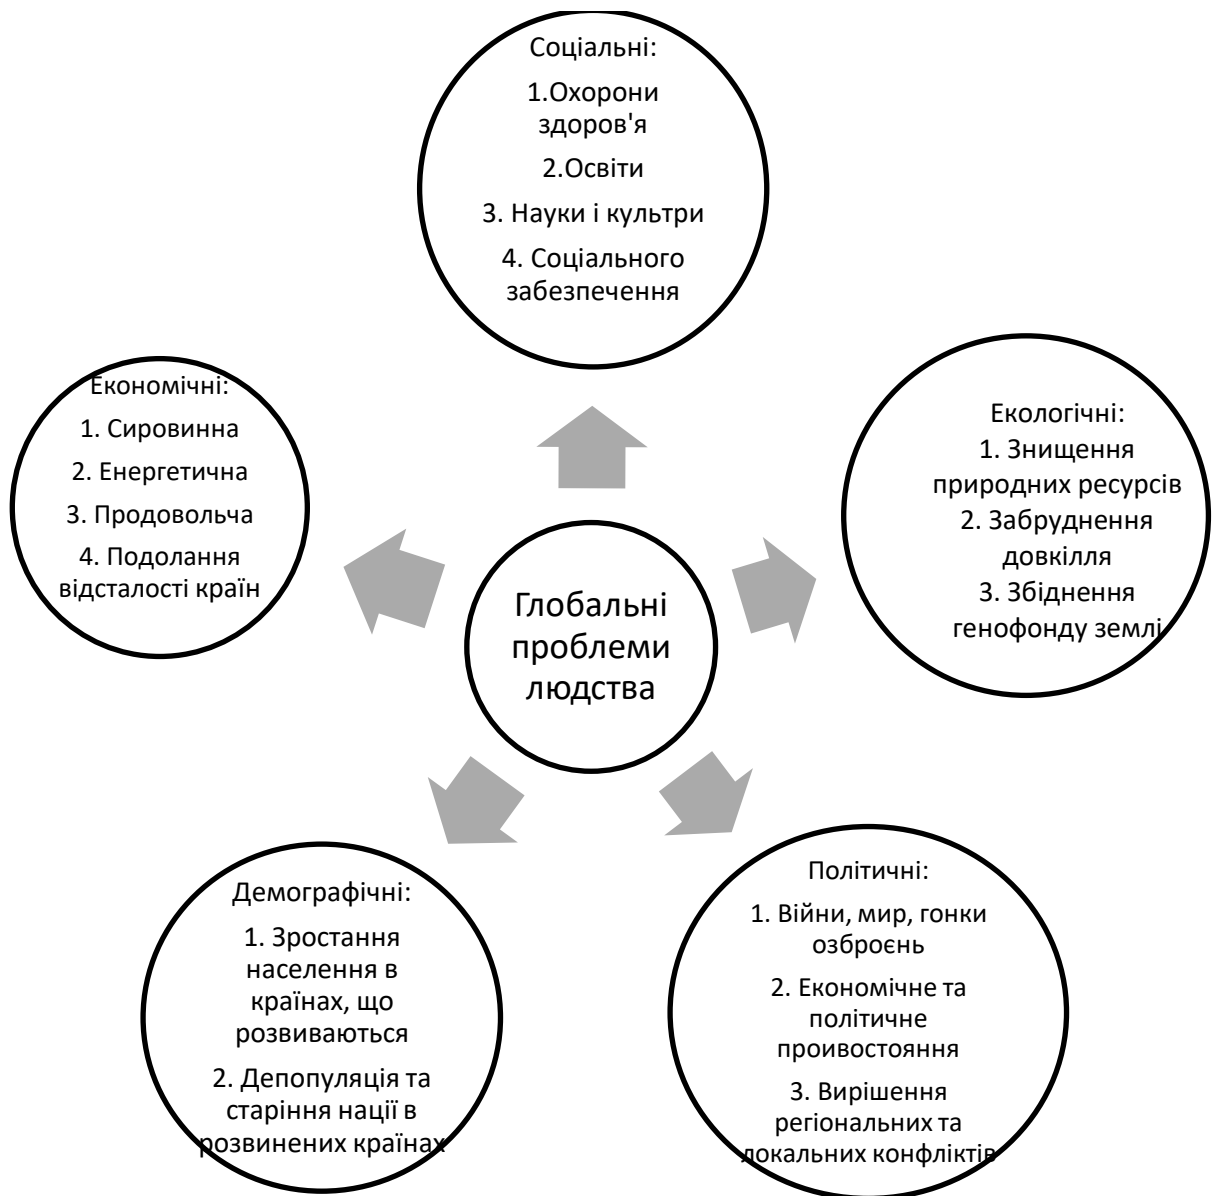 Соціальні:
1.Охорони
здоров'я
2.Освіти
3. Науки і культри
4. Соціального
забезпечення
Економічні:
1. Сировинна
2. Енергетична
3. Продовольча
4. Подолання
відсталості країн
Екологічні:
1. Знищення
природних ресурсів
2. Забруднення
довкілля
3. Збіднення
генофонду землі
Глобальні
проблеми
людства
Демографічні:
1. Зростання
населення в
країнах, що
розвиваються
2. Депопуляція та
старіння нації в
розвинених країнах
Політичні:
1. Війни, мир, гонки
озброєнь
2. Економічне та
політичне
проивостояння
3. Вирішення
регіональних та
локальних конфліктів